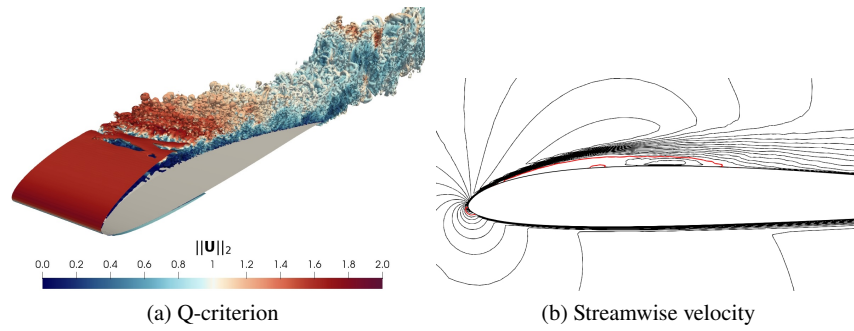 ||U||₂
0.0 0.2 0.4 0.6 0.8 1 1.2 1.4 1.6 1.8 2.0
(a) Q-criterion
(b) Streamwise velocity